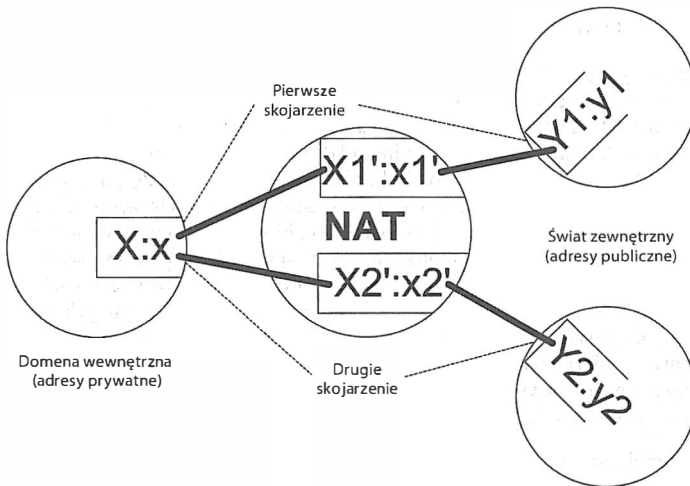 Pierwsze
skojarzenie
Y1:y1
X1':x1'
NAT
X:x
X2':x2'
Świat zewnętrzny
(adresy publiczne)
Domena wewnętrzna
(adresy prywatne)
Drugie
skojarzenie
Y2:y2